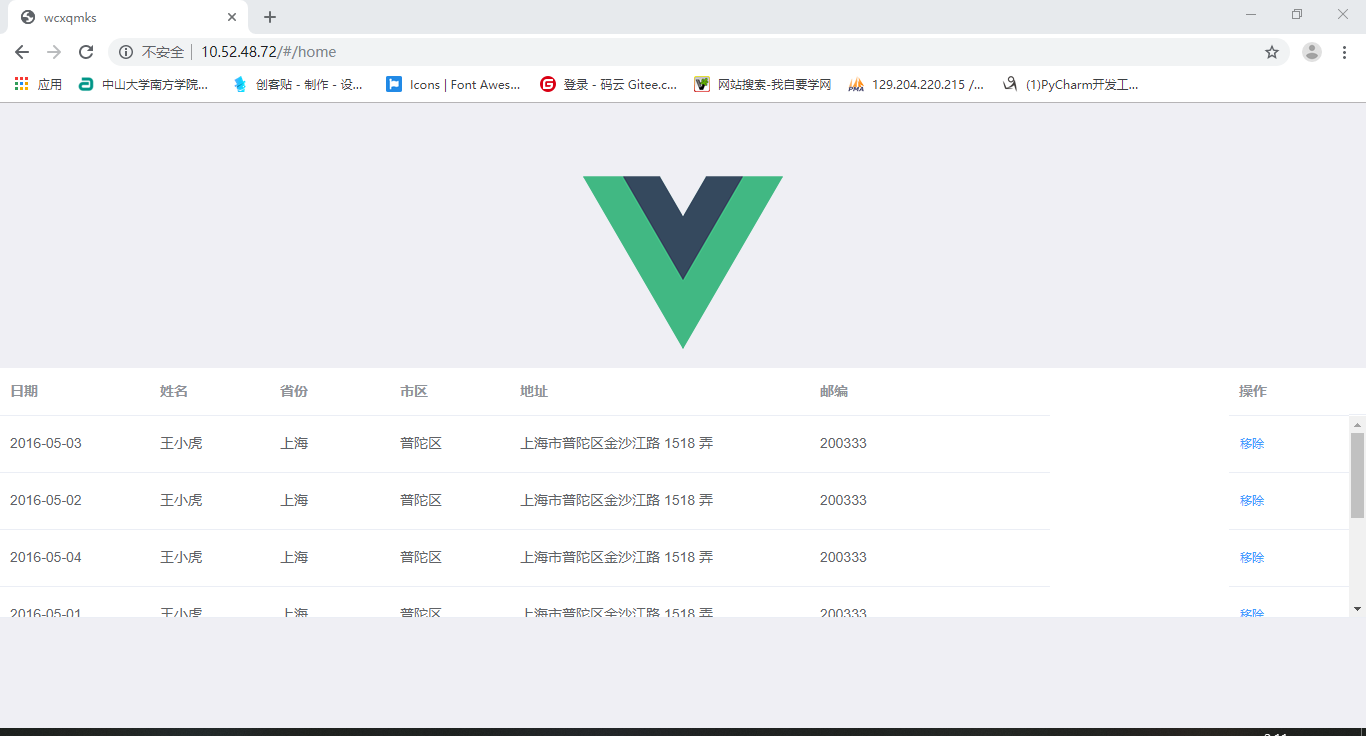 wcxqmks
不安全 10.52.48.72/#/home
应用 中山大学南方学院... 创客贴 - 制作 - 设... Icons | Font Awes... 登录 - 码云 Gitee.c... 网站搜索-我自要学网 129.204.220.215 /... (1)PyCharm开发工...
日期 姓名 省份 市区 地址 邮编 操作
2016-05-03 王小虎 上海 普陀区 上海市普陀区金沙江路 1518 弄 200333 移除
2016-05-02 王小虎 上海 普陀区 上海市普陀区金沙江路 1518 弄 200333 移除
2016-05-04 王小虎 上海 普陀区 上海市普陀区金沙江路 1518 弄 200333 移除
2016-05-01 王小虎 上海 普陀区 上海市普陀区金沙江路 1518 弄 200333 移除